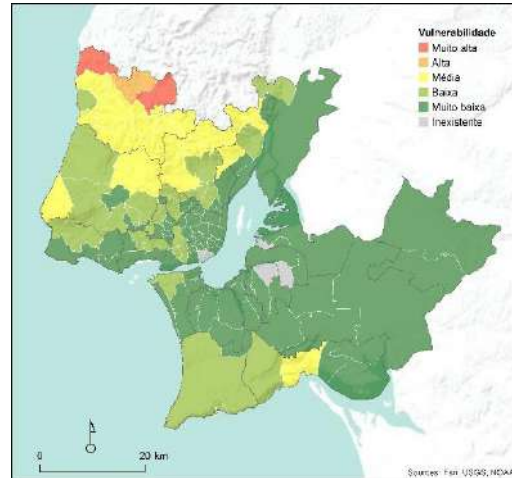 Vulnerabilidade
Muito alta
Alta
Média
Baixa
Muito baixa
Inexistente
0 20 km
Sources: Esri, USGS, NOAA